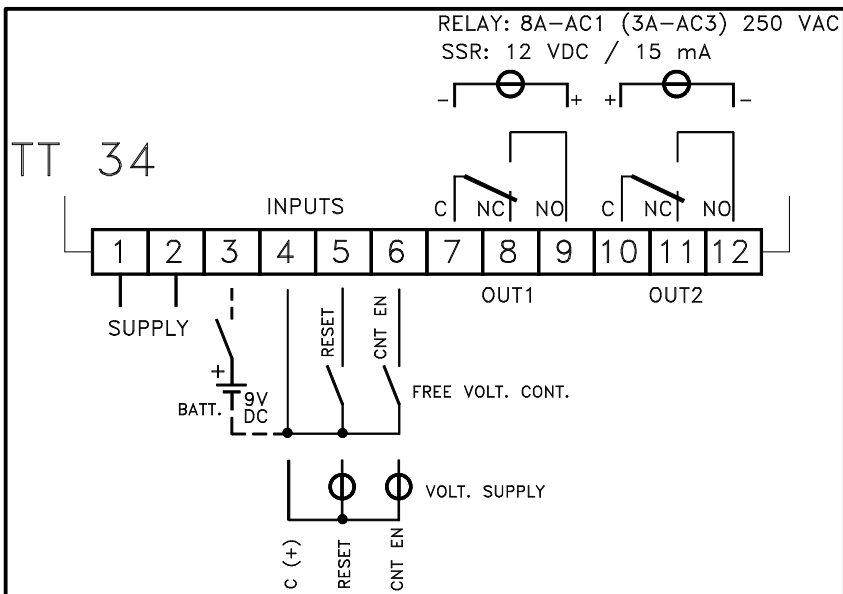 RELAY: 8A-AC1 (3A-AC3) 250 VAC
SSR: 12 VDC / 15 mA
- + + -
TT 34
INPUTS
C NC NO C NC NO
1 2 3 4 5 6 7 8 9 10 11 12
SUPPLY
OUT1 OUT2
RESET
CNT EN
+
BATT.
9V
DC
FREE VOLT. CONT.
VOLT. SUPPLY
C (+)
RESET
CNT EN